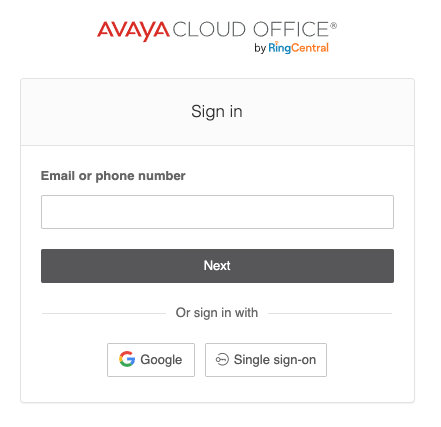 AVAYA CLOUD OFFICE®
by RingCentral
Sign in
Email or phone number
Next
Or sign in with
Google
Single sign-on